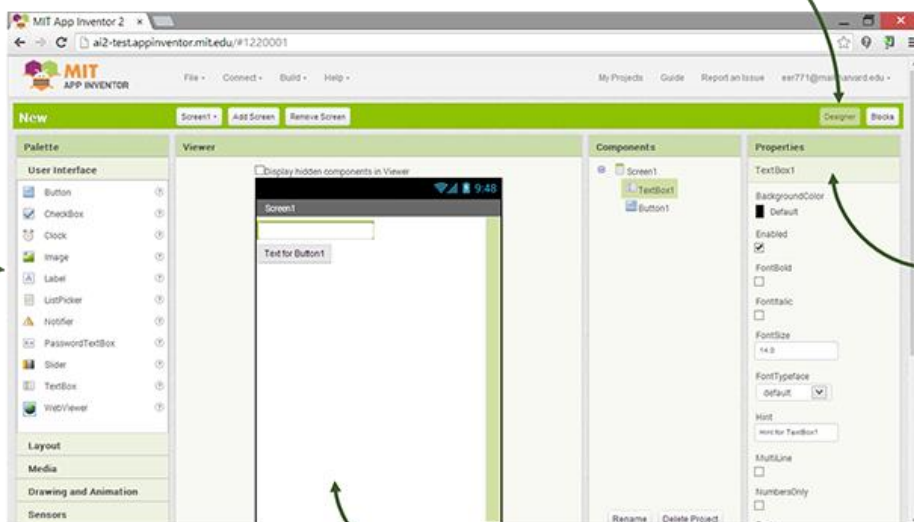 MIT App Inventor 2
ai2-test.appinventor.mit.edu/#1220001
MIT
APP INVENTOR
File Connect Build Help
My Projects Guide Report an Issue
New
Screen1 Add Screen Remove Screen
Designer Blocks
Palette
User Interface
Button
CheckBox
Clock
Image
Label
ListPicker
Notifier
PasswordTextBox
Slider
TextBox
WebViewer
Layout
Media
Drawing and Animation
Sensors
Viewer
Display hidden components in Viewer
9:48
Screen1
Text for Button1
Components
Screen1
TextBox1
Button1
Rename Delete Project
Properties
TextBox1
BackgroundColor
Default
Enabled
FontBold
FontItalic
FontSize
14.0
FontTypeface
default
Hint
Hint for TextBox1
MultiLine
NumbersOnly